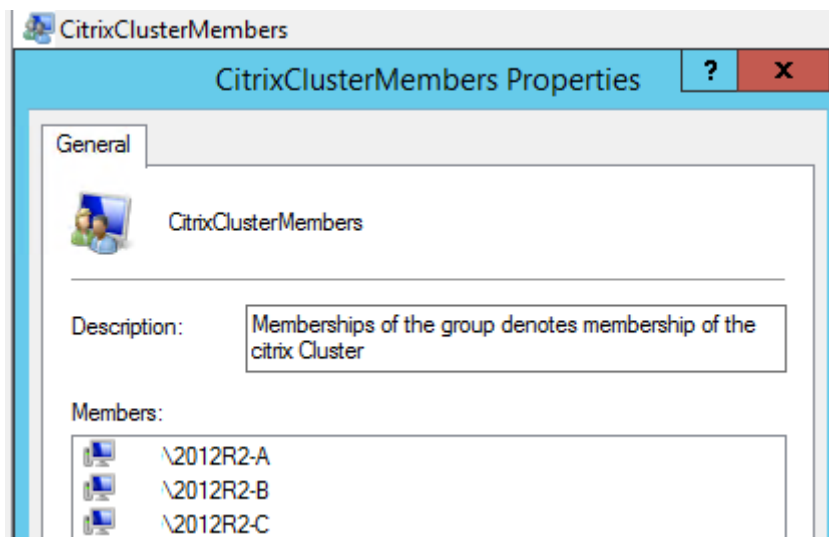 CitrixClusterMembers
CitrixClusterMembers Properties
?
x
General
CitrixClusterMembers
Description:
Memberships of the group denotes membership of the
citrix Cluster
Members:
\2012R2-A
\2012R2-B
\2012R2-C